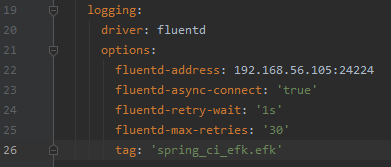 19 logging:
20 driver: fluentd
21 options:
22 fluentd-address: 192.168.56.105:24224
23 fluentd-async-connect: 'true'
24 fluentd-retry-wait: '1s'
25 fluentd-max-retries: '30'
26 tag: 'spring_ci_efk.efk'